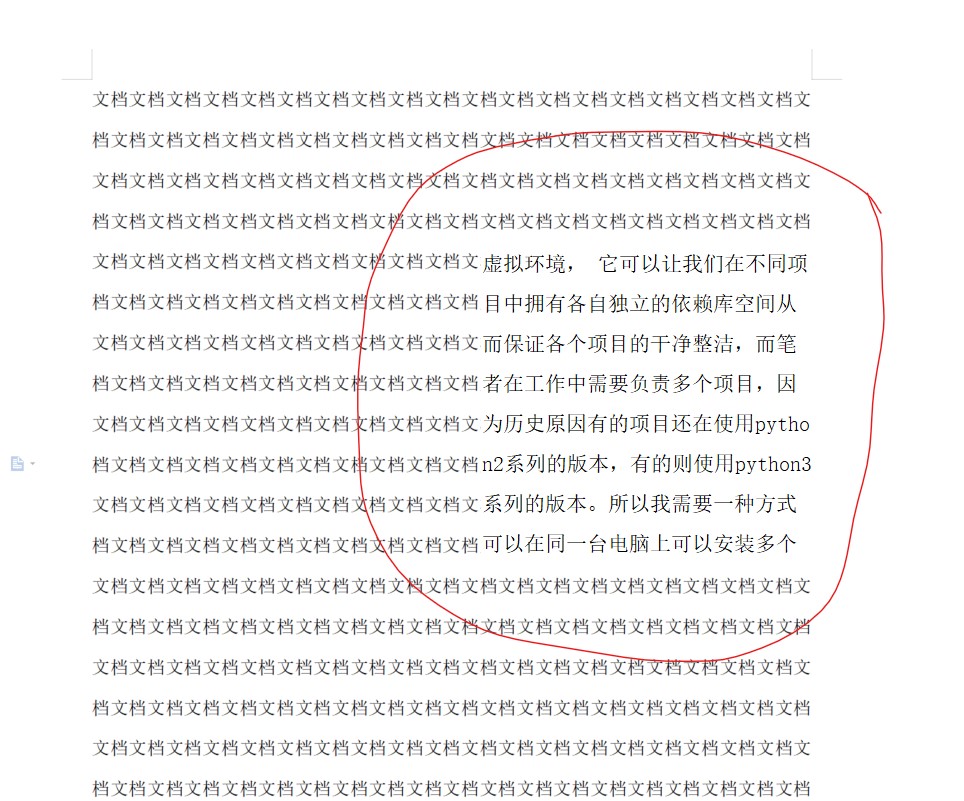 文档文档文档文档文档文档文档文档文档文档文档文档文档文档文档文档文档文档文档文
档文档文档文档文档文档文档文档文档文档文档文档文档文档文档文档文档文档文档文档
文档文档文档文档文档文档文档文档文档文档文档文档文档文档文档文档文档文档文档文
档文档文档文档文档文档文档文档文档文档文档文档文档文档文档文档文档文档文档文档
文档文档文档文档文档文档文档文档文档文档文
档文档文档文档文档文档文档文档文档文档文档
文档文档文档文档文档文档文档文档文档文档文
档文档文档文档文档文档文档文档文档文档文档
文档文档文档文档文档文档文档文档文档文档文
档文档文档文档文档文档文档文档文档文档文档
文档文档文档文档文档文档文档文档文档文档文
档文档文档文档文档文档文档文档文档文档文档
虚拟环境， 它可以让我们在不同项
目中拥有各自独立的依赖库空间从
而保证各个项目的干净整洁，而笔
者在工作中需要负责多个项目，因
为历史原因有的项目还在使用pytho
n2系列的版本，有的则使用python3
系列的版本。所以我需要一种方式
可以在同一台电脑上可以安装多个
文档文档文档文档文档文档文档文档文档文档文档文档文档文档文档文档文档文档文档文
档文档文档文档文档文档文档文档文档文档文档文档文档文档文档文档文档文档文档文档
文档文档文档文档文档文档文档文档文档文档文档文档文档文档文档文档文档文档文档文
档文档文档文档文档文档文档文档文档文档文档文档文档文档文档文档文档文档文档文档
文档文档文档文档文档文档文档文档文档文档文档文档文档文档文档文档文档文档文档文
档文档文档文档文档文档文档文档文档文档文档文档文档文档文档文档文档文档文档文档